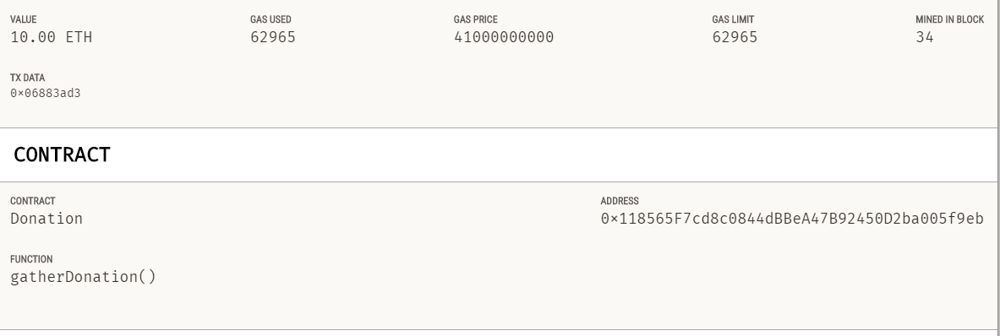 VALUE GAS USED GAS PRICE GAS LIMIT MINED IN BLOCK
10.00 ETH 62965 41000000000 62965 34
TX DATA
0×06883ad3
CONTRACT
CONTRACT ADDRESS
Donation 0×118565F7cd8c0844dBBeA47B92450D2ba005f9eb
FUNCTION
gatherDonation()